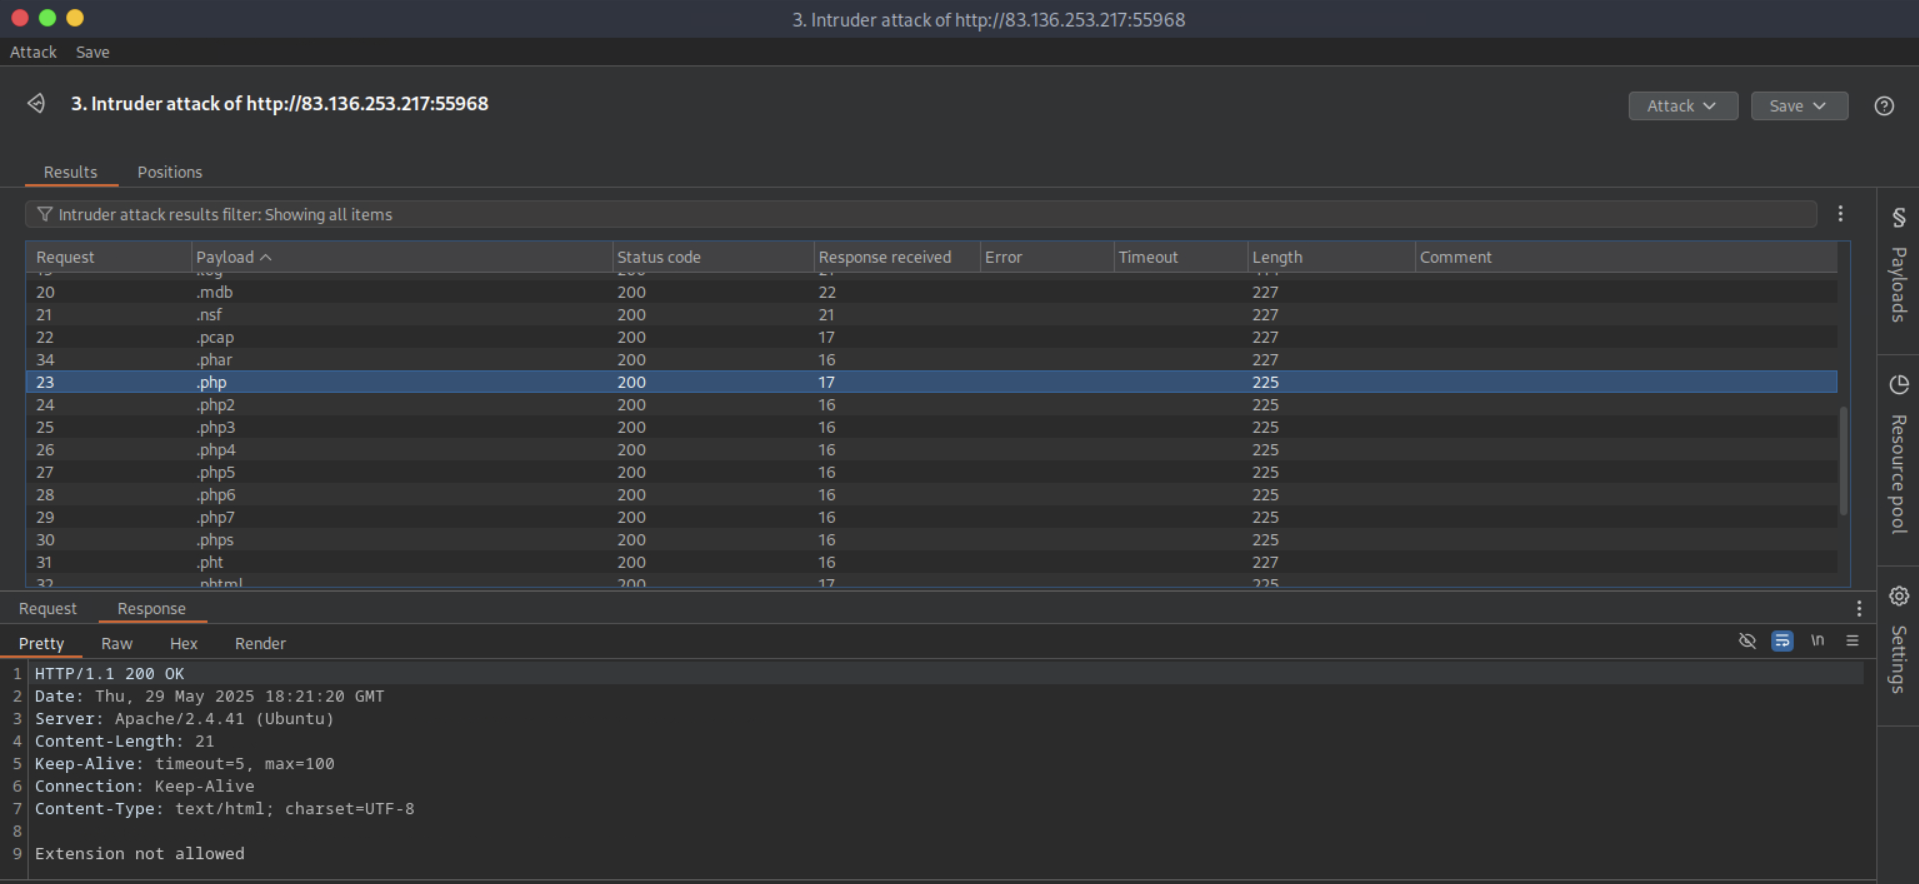 3. Intruder attack of http://83.136.253.217:55968
Attack Save
3. Intruder attack of http://83.136.253.217:55968
Attack Save
Results Positions
Intruder attack results filter: Showing all items
Request Payload Status code Response received Error Timeout Length Comment
20 .mdb 200 22 227
21 .nsf 200 21 227
22 .pcap 200 17 227
34 .phar 200 16 227
23 .php 200 17 225
24 .php2 200 16 225
25 .php3 200 16 225
26 .php4 200 16 225
27 .php5 200 16 225
28 .php6 200 16 225
29 .php7 200 16 225
30 .phps 200 16 225
31 .pht 200 16 227
32 .phtml 200 17 225
Payloads
Resource pool
Settings
Request Response
Pretty Raw Hex Render
\n
1 HTTP/1.1 200 OK
2 Date: Thu, 29 May 2025 18:21:20 GMT
3 Server: Apache/2.4.41 (Ubuntu)
4 Content-Length: 21
5 Keep-Alive: timeout=5, max=100
6 Connection: Keep-Alive
7 Content-Type: text/html; charset=UTF-8
8
9 Extension not allowed